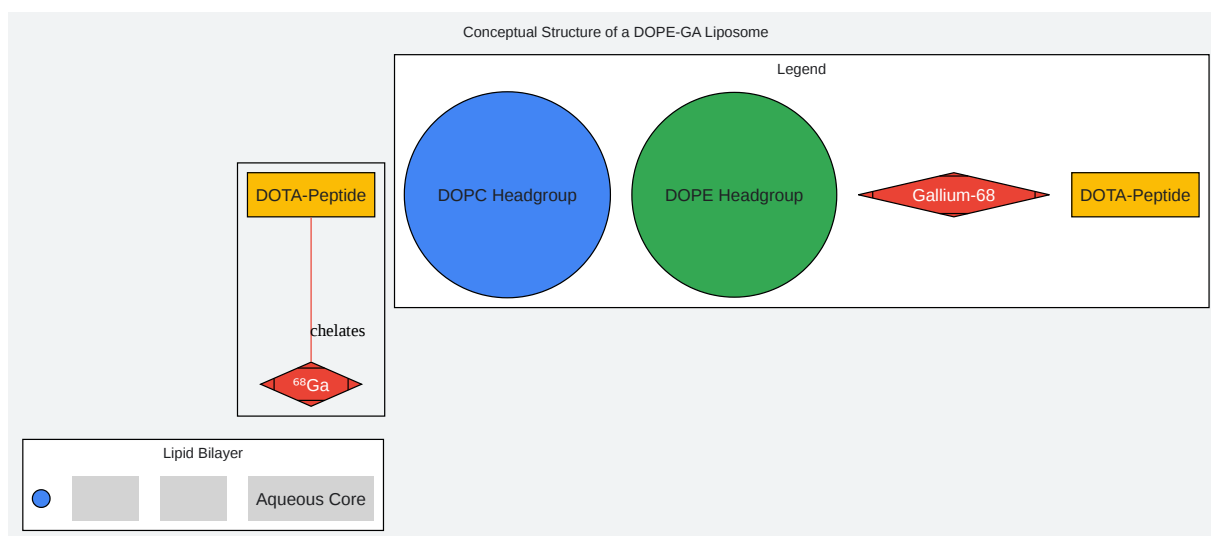 Conceptual Structure of a DOPE-GA Liposome
Legend
DOPC Headgroup
DOPE Headgroup
Gallium-68
DOTA-Peptide
DOTA-Peptide
chelates
⁶⁸Ga
Lipid Bilayer
Aqueous Core